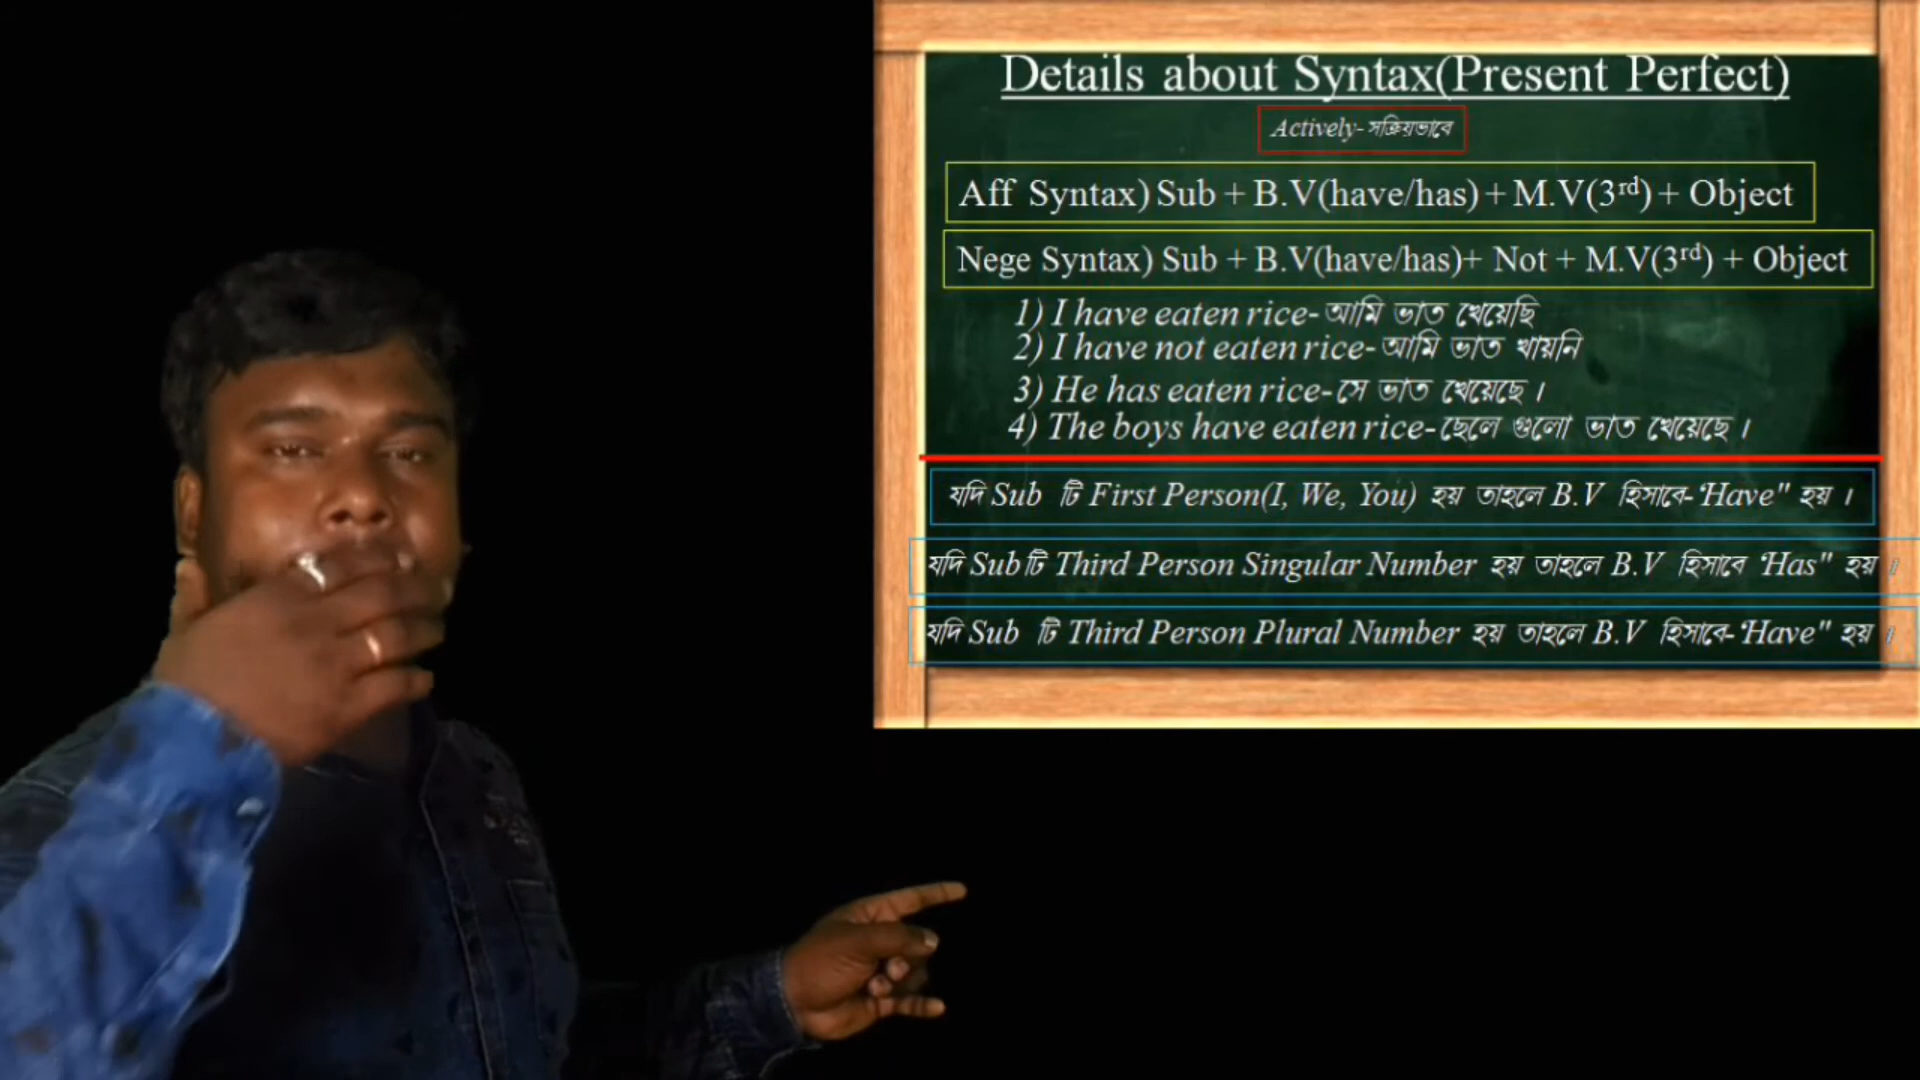 Details about Syntax(Present Perfect)
Actively-সক্রিয়ভাবে
Aff Syntax) Sub + B.V(have/has) + M.V(3rd) + Object
Nege Syntax) Sub + B.V(have/has)+ Not + M.V(3rd) + Object
1) I have eaten rice-আমি ভাত খেয়েছি
2) I have not eaten rice-আমি ভাত খায়নি
3) He has eaten rice-সে ভাত খেয়েছে।
4) The boys have eaten rice-ছেলে গুলো ভাত খেয়েছে।
যদি Sub টি First Person(I, We, You) হয় তাহলে B.V হিসাবে-‘Have" হয়।
যদি Sub টি Third Person Singular Number হয় তাহলে B.V হিসাবে ‘Has" হয়।
যদি Sub টি Third Person Plural Number হয় তাহলে B.V হিসাবে-‘Have" হয়।